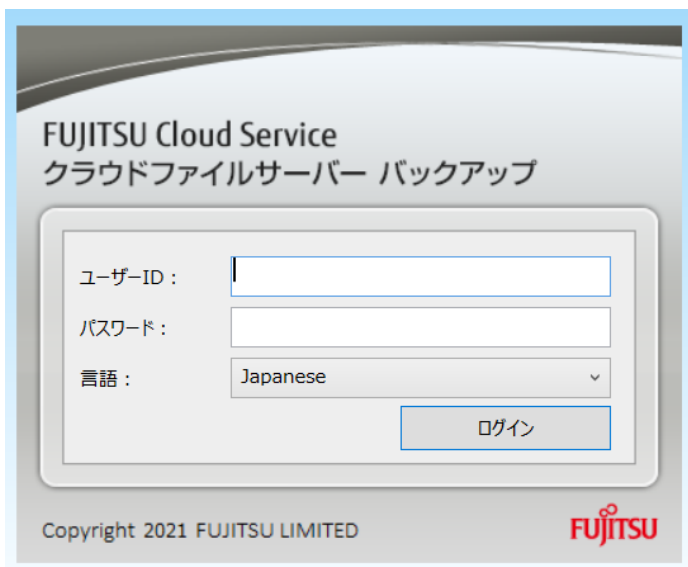 FUJITSU Cloud Service
クラウドファイルサーバー バックアップ
ユーザーID：
パスワード：
言語： Japanese
ログイン
Copyright 2021 FUJITSU LIMITED
FUJITSU